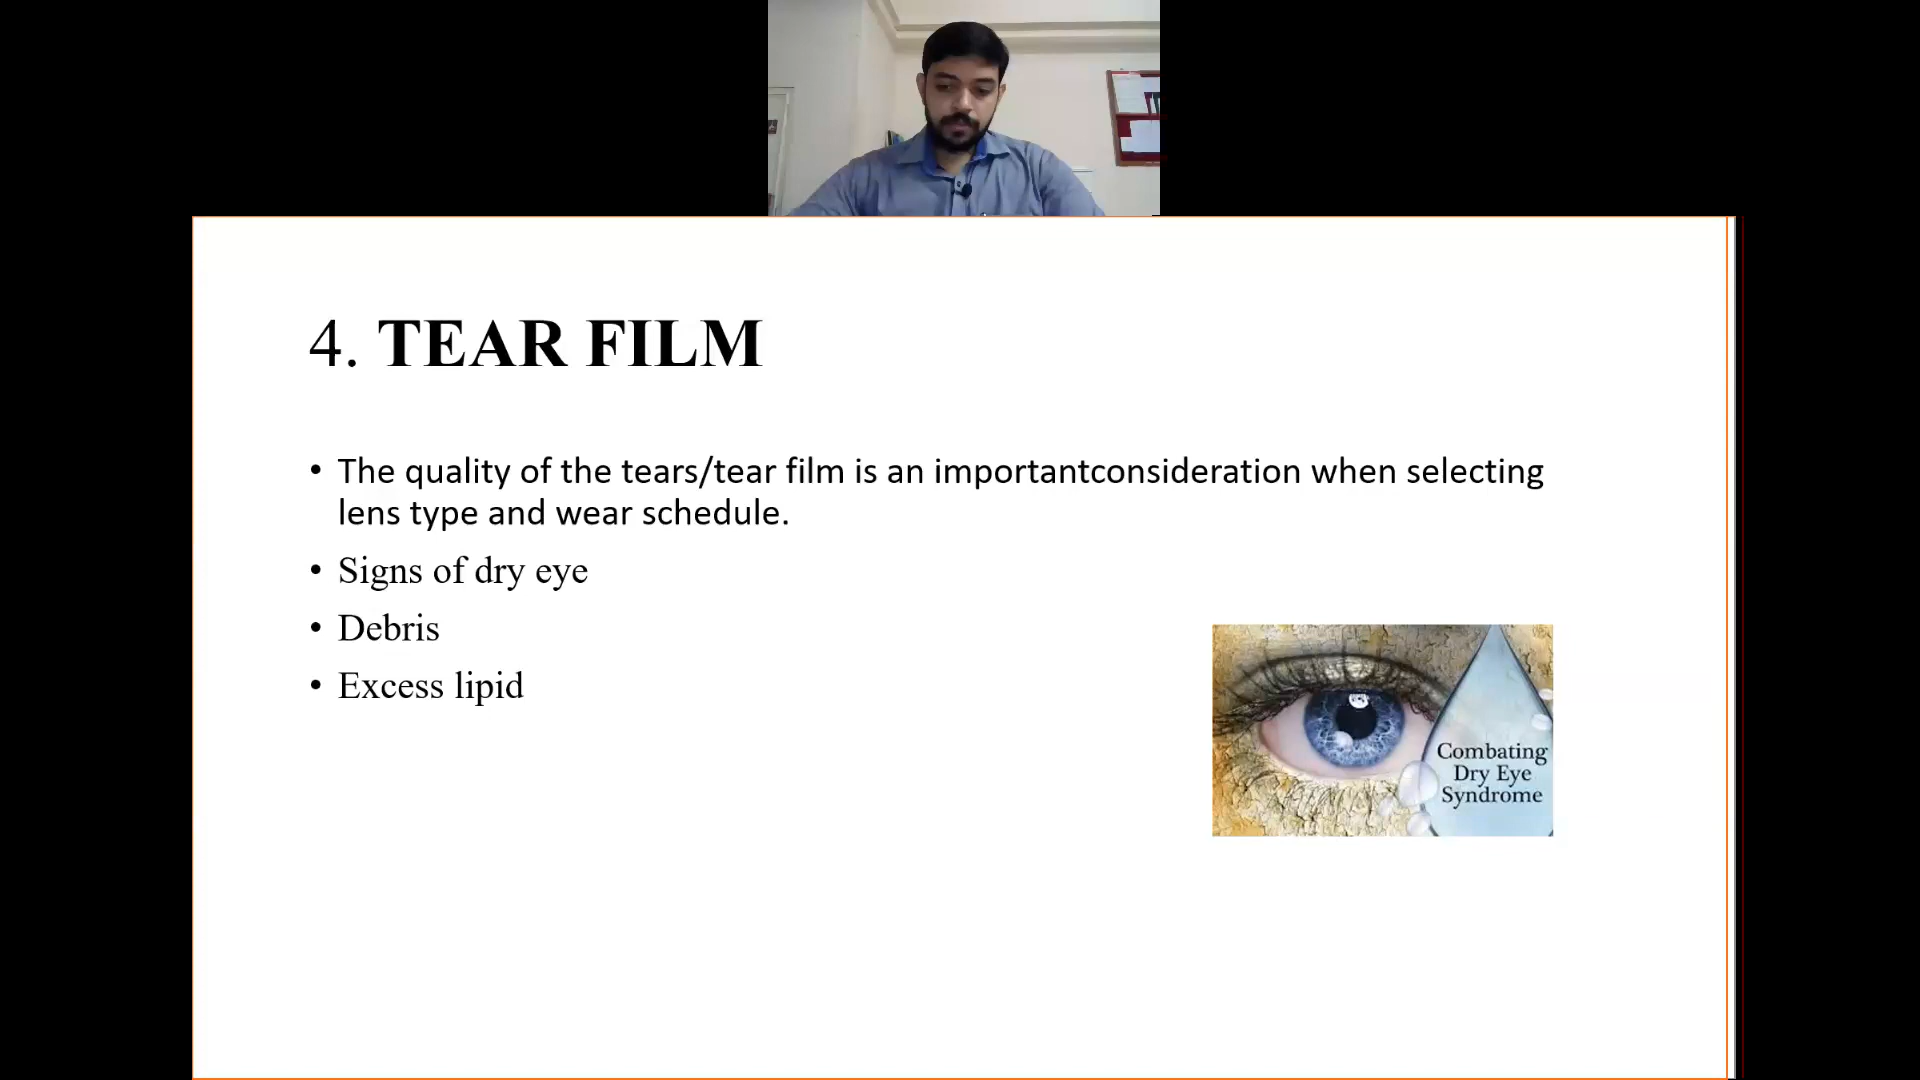 4. TEAR FILM
• The quality of the tears/tear film is an importantconsideration when selecting
lens type and wear schedule.
• Signs of dry eye
• Debris
• Excess lipid
Combating
Dry Eye
Syndrome